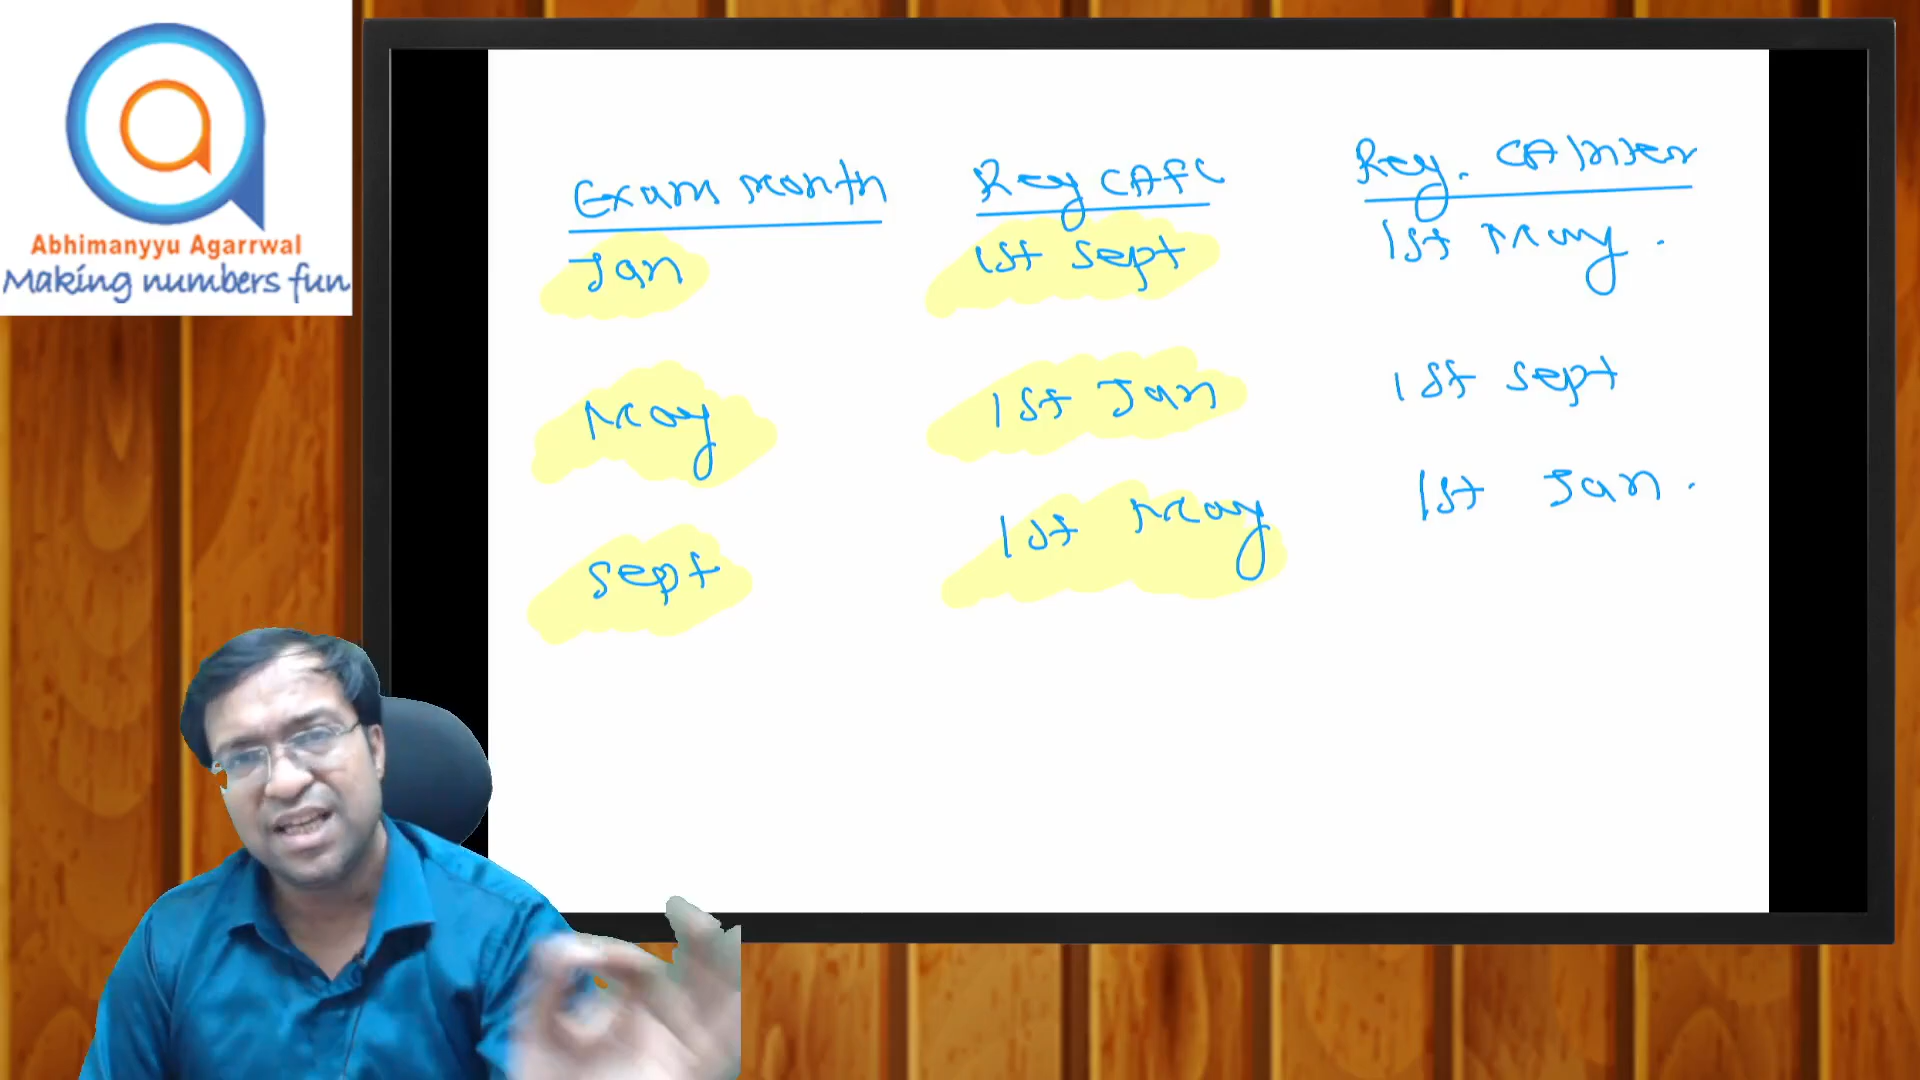 Abhimanyyu Agarrwal
Making numbers fun
Exam month Reg CAFC Reg. CA Inter
Jan 1st Sept 1st May.
May 1st Jan 1st Sept
Sept 1st May 1st Jan.